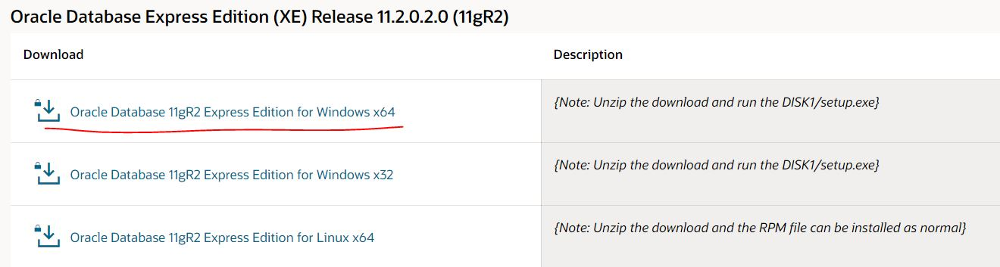 Oracle Database Express Edition (XE) Release 11.2.0.2.0 (11gR2)
Download Description
Oracle Database 11gR2 Express Edition for Windows x64 {Note: Unzip the download and run the DISK1/setup.exe}
Oracle Database 11gR2 Express Edition for Windows x32 {Note: Unzip the download and run the DISK1/setup.exe}
Oracle Database 11gR2 Express Edition for Linux x64 {Note: Unzip the download and the RPM file can be installed as normal}